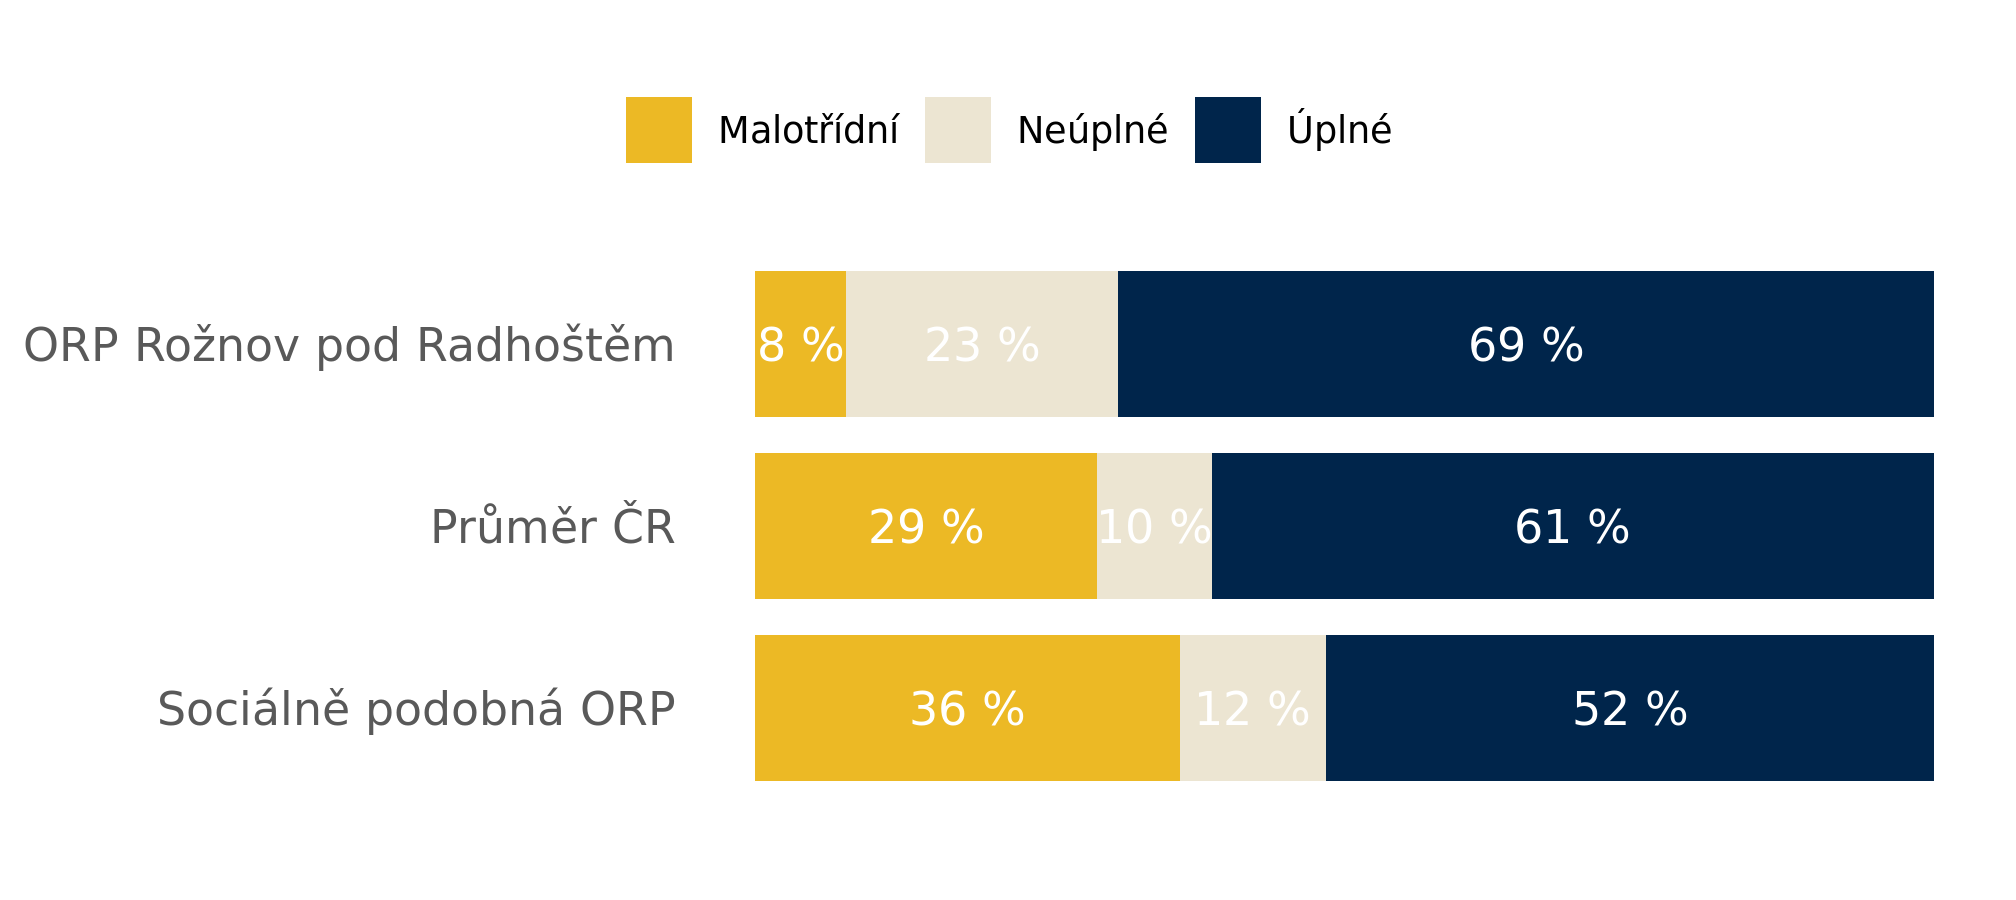 Malotřídní Neúplné Úplné
ORP Rožnov pod Radhoštěm 8 % 23 % 69 %
Průměr ČR 29 % 10 % 61 %
Sociálně podobná ORP 36 % 12 % 52 %